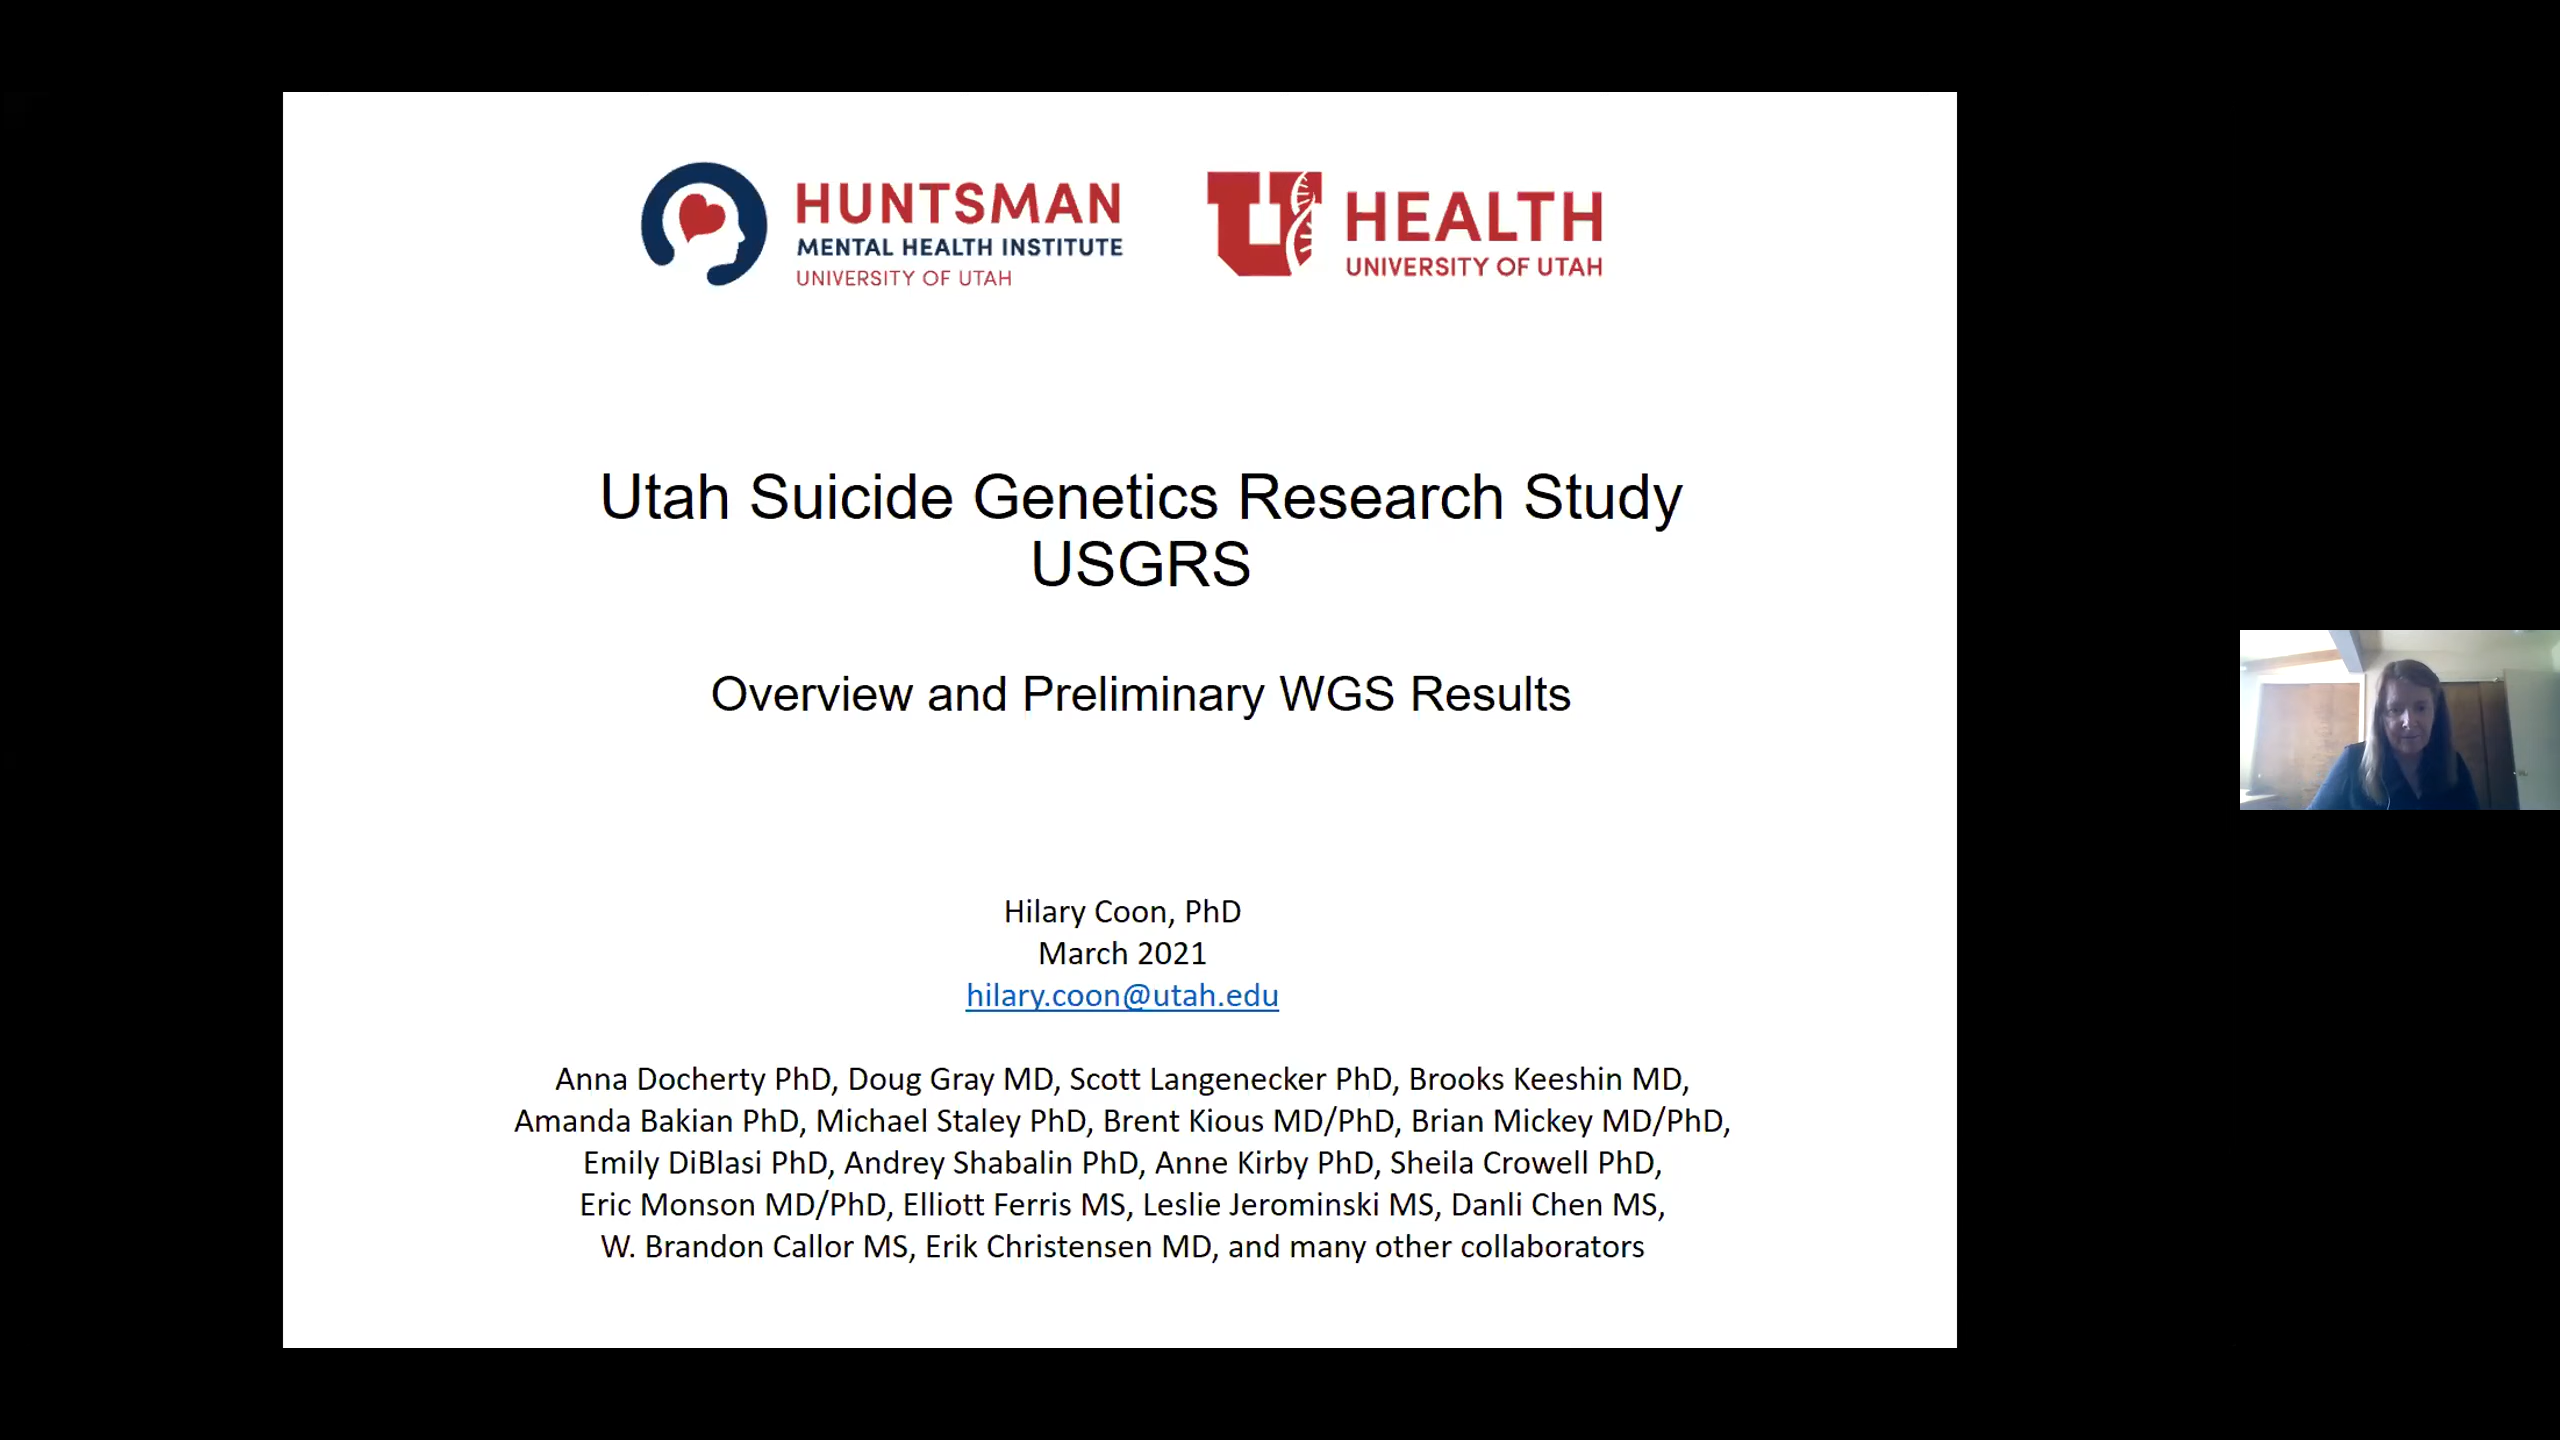 HUNTSMAN
MENTAL HEALTH INSTITUTE
UNIVERSITY OF UTAH
U HEALTH
UNIVERSITY OF UTAH
Utah Suicide Genetics Research Study
USGRS
Overview and Preliminary WGS Results
Hilary Coon, PhD
March 2021
hilary.coon@utah.edu
Anna Docherty PhD, Doug Gray MD, Scott Langenecker PhD, Brooks Keeshin MD,
Amanda Bakian PhD, Michael Staley PhD, Brent Kious MD/PhD, Brian Mickey MD/PhD,
Emily DiBlasi PhD, Andrey Shabalin PhD, Anne Kirby PhD, Sheila Crowell PhD,
Eric Monson MD/PhD, Elliott Ferris MS, Leslie Jerominski MS, Danli Chen MS,
W. Brandon Callor MS, Erik Christensen MD, and many other collaborators